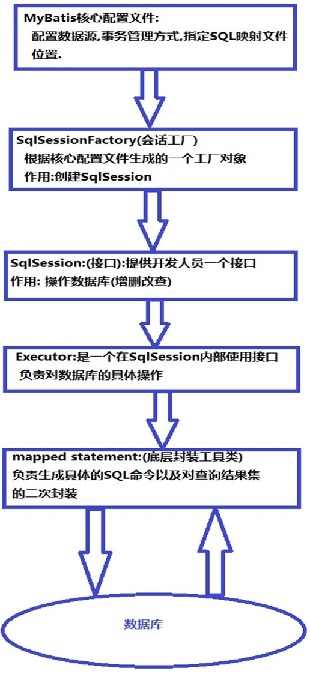 MyBatis核心配置文件:
配置数据源,事务管理方式,指定SQL映射文件
位置.
SqlSessionFactory(会话工厂)
根据核心配置文件生成的一个工厂对象
作用:创建SqlSession
SqlSession:(接口):提供开发人员一个接口
作用: 操作数据库(增删改查)
Executor:是一个在SqlSession内部使用接口
负责对数据库的具体操作
mapped statement:(底层封装工具类)
负责生成具体的SQL命令以及对查询结果集
的二次封装
数据库